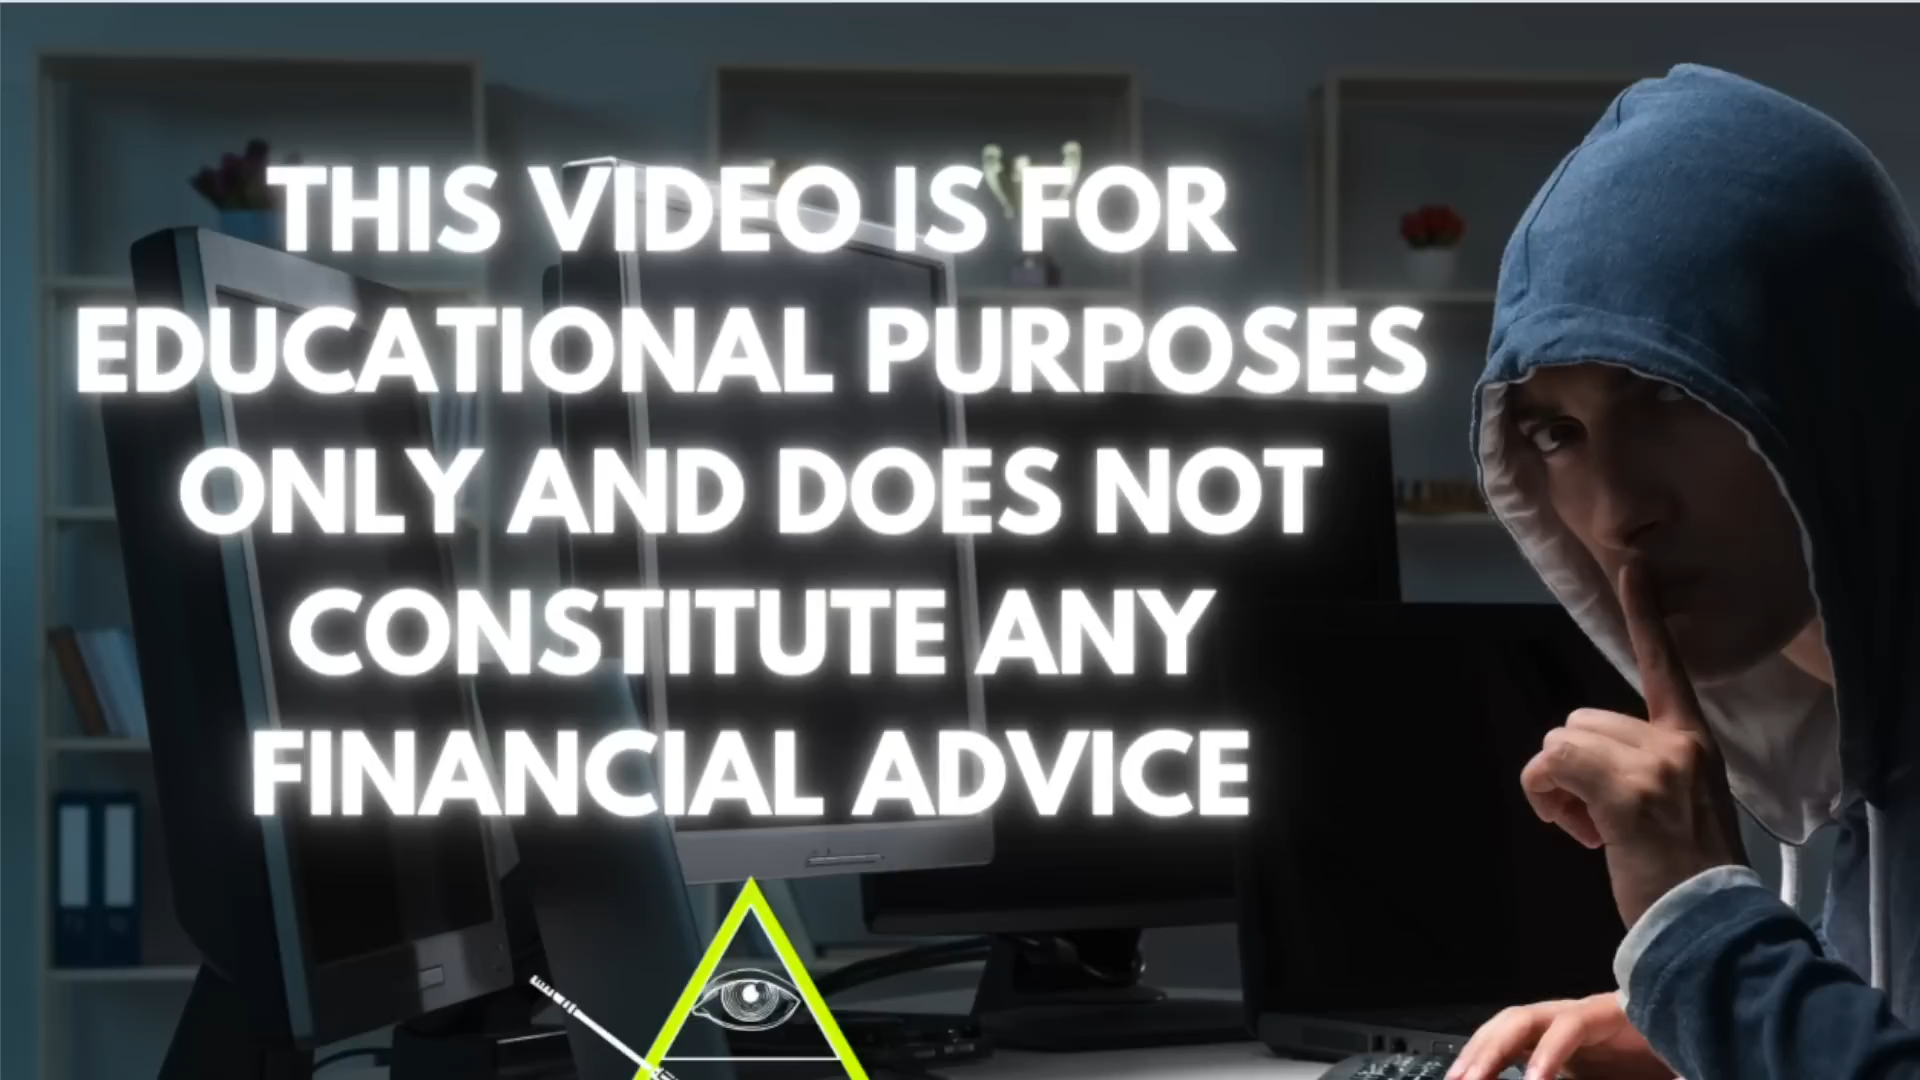 THIS VIDEO IS FOR
EDUCATIONAL PURPOSES
ONLY AND DOES NOT
CONSTITUTE ANY
FINANCIAL ADVICE